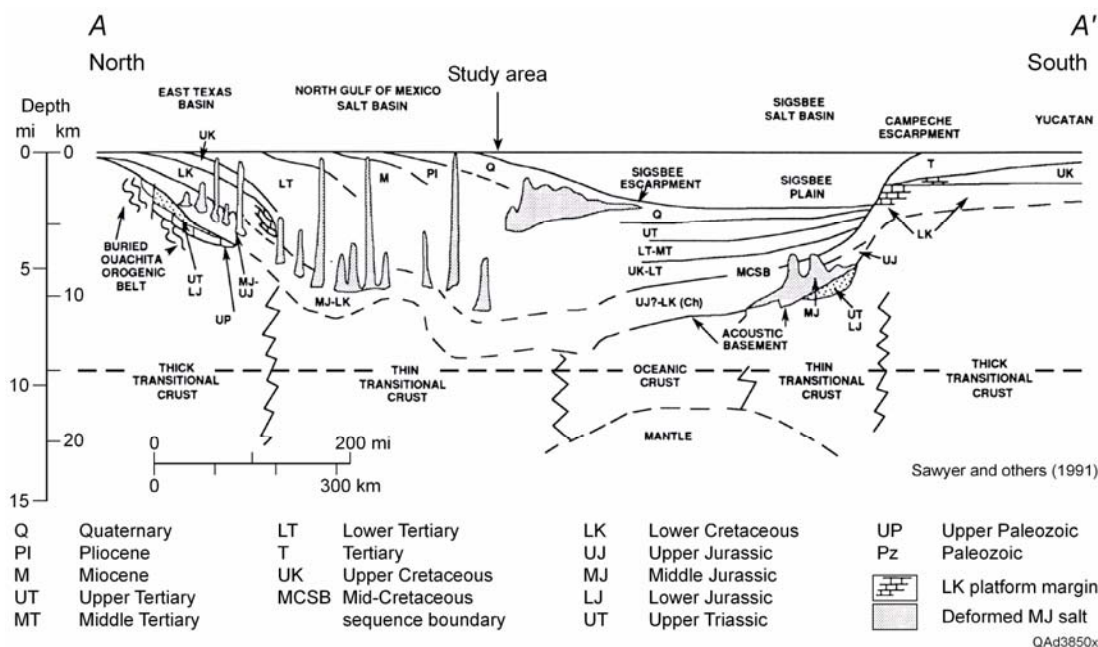 A
A'
North
South
Study area
EAST TEXAS
BASIN
NORTH GULF OF MEXICO
SALT BASIN
SIGSBEE
SALT BASIN
CAMPECHE
ESCARPMENT
YUCATAN
Depth
mi km
0 0
UK
LK
LT
M
PI
Q
SIGSBEE
ESCARPMENT
SIGSBEE
PLAIN
T
UK
LK
Q
UT
LT-MT
UK-LT
MCSB
UJ
BURIED
OUACHITA
OROGENIC
BELT
UT
LJ
UP
MJ-
UJ
MJ-LK
UJ?-LK (Ch)
MJ
UT
LJ
ACOUSTIC
BASEMENT
5
10
THICK
TRANSITIONAL
CRUST
THIN
TRANSITIONAL
CRUST
OCEANIC
CRUST
THIN
TRANSITIONAL
CRUST
THICK
TRANSITIONAL
CRUST
10
MANTLE
20
0 200 mi
0 300 km
15
Sawyer and others (1991)
Q Quaternary
PI Pliocene
M Miocene
UT Upper Tertiary
MT Middle Tertiary
LT Lower Tertiary
T Tertiary
UK Upper Cretaceous
MCSB Mid-Cretaceous
sequence boundary
LK Lower Cretaceous
UJ Upper Jurassic
MJ Middle Jurassic
LJ Lower Jurassic
UT Upper Triassic
UP Upper Paleozoic
Pz Paleozoic
LK platform margin
Deformed MJ salt
QAd3850x